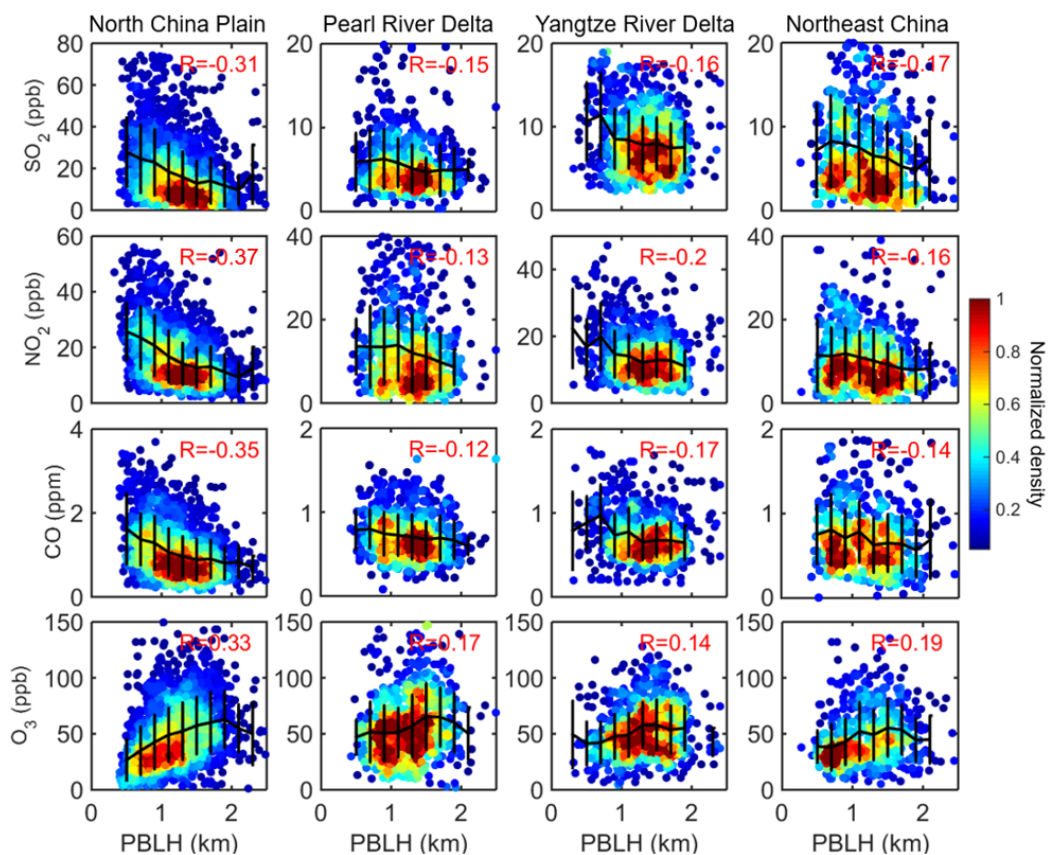 North China Plain Pearl River Delta Yangtze River Delta Northeast China
80 20 20 20
R=-0.31 R=-0.15 R=-0.16 R=-0.17
60
SO2 (ppb)
40 10 10 10
20
0 0 0 0
60 40 60 40
R=-0.37 R=-0.13 R=-0.2 R=-0.16
NO2 (ppb)
40 40
20 20
20 20
0 0 0 0
4 2 2 2
R=-0.35 R=-0.12 R=-0.17 R=-0.14
CO (ppm)
2 1 1 1
0 0 0 0
150 150 150 150
R=0.33 R=0.17 R=0.14 R=0.19
O3 (ppb)
100 100 100 100
50 50 50 50
0 0 0 0
0 1 2 0 1 2 0 1 2 0 1 2
PBLH (km) PBLH (km) PBLH (km) PBLH (km)
1
0.8
0.6
0.4
0.2
Normalized density